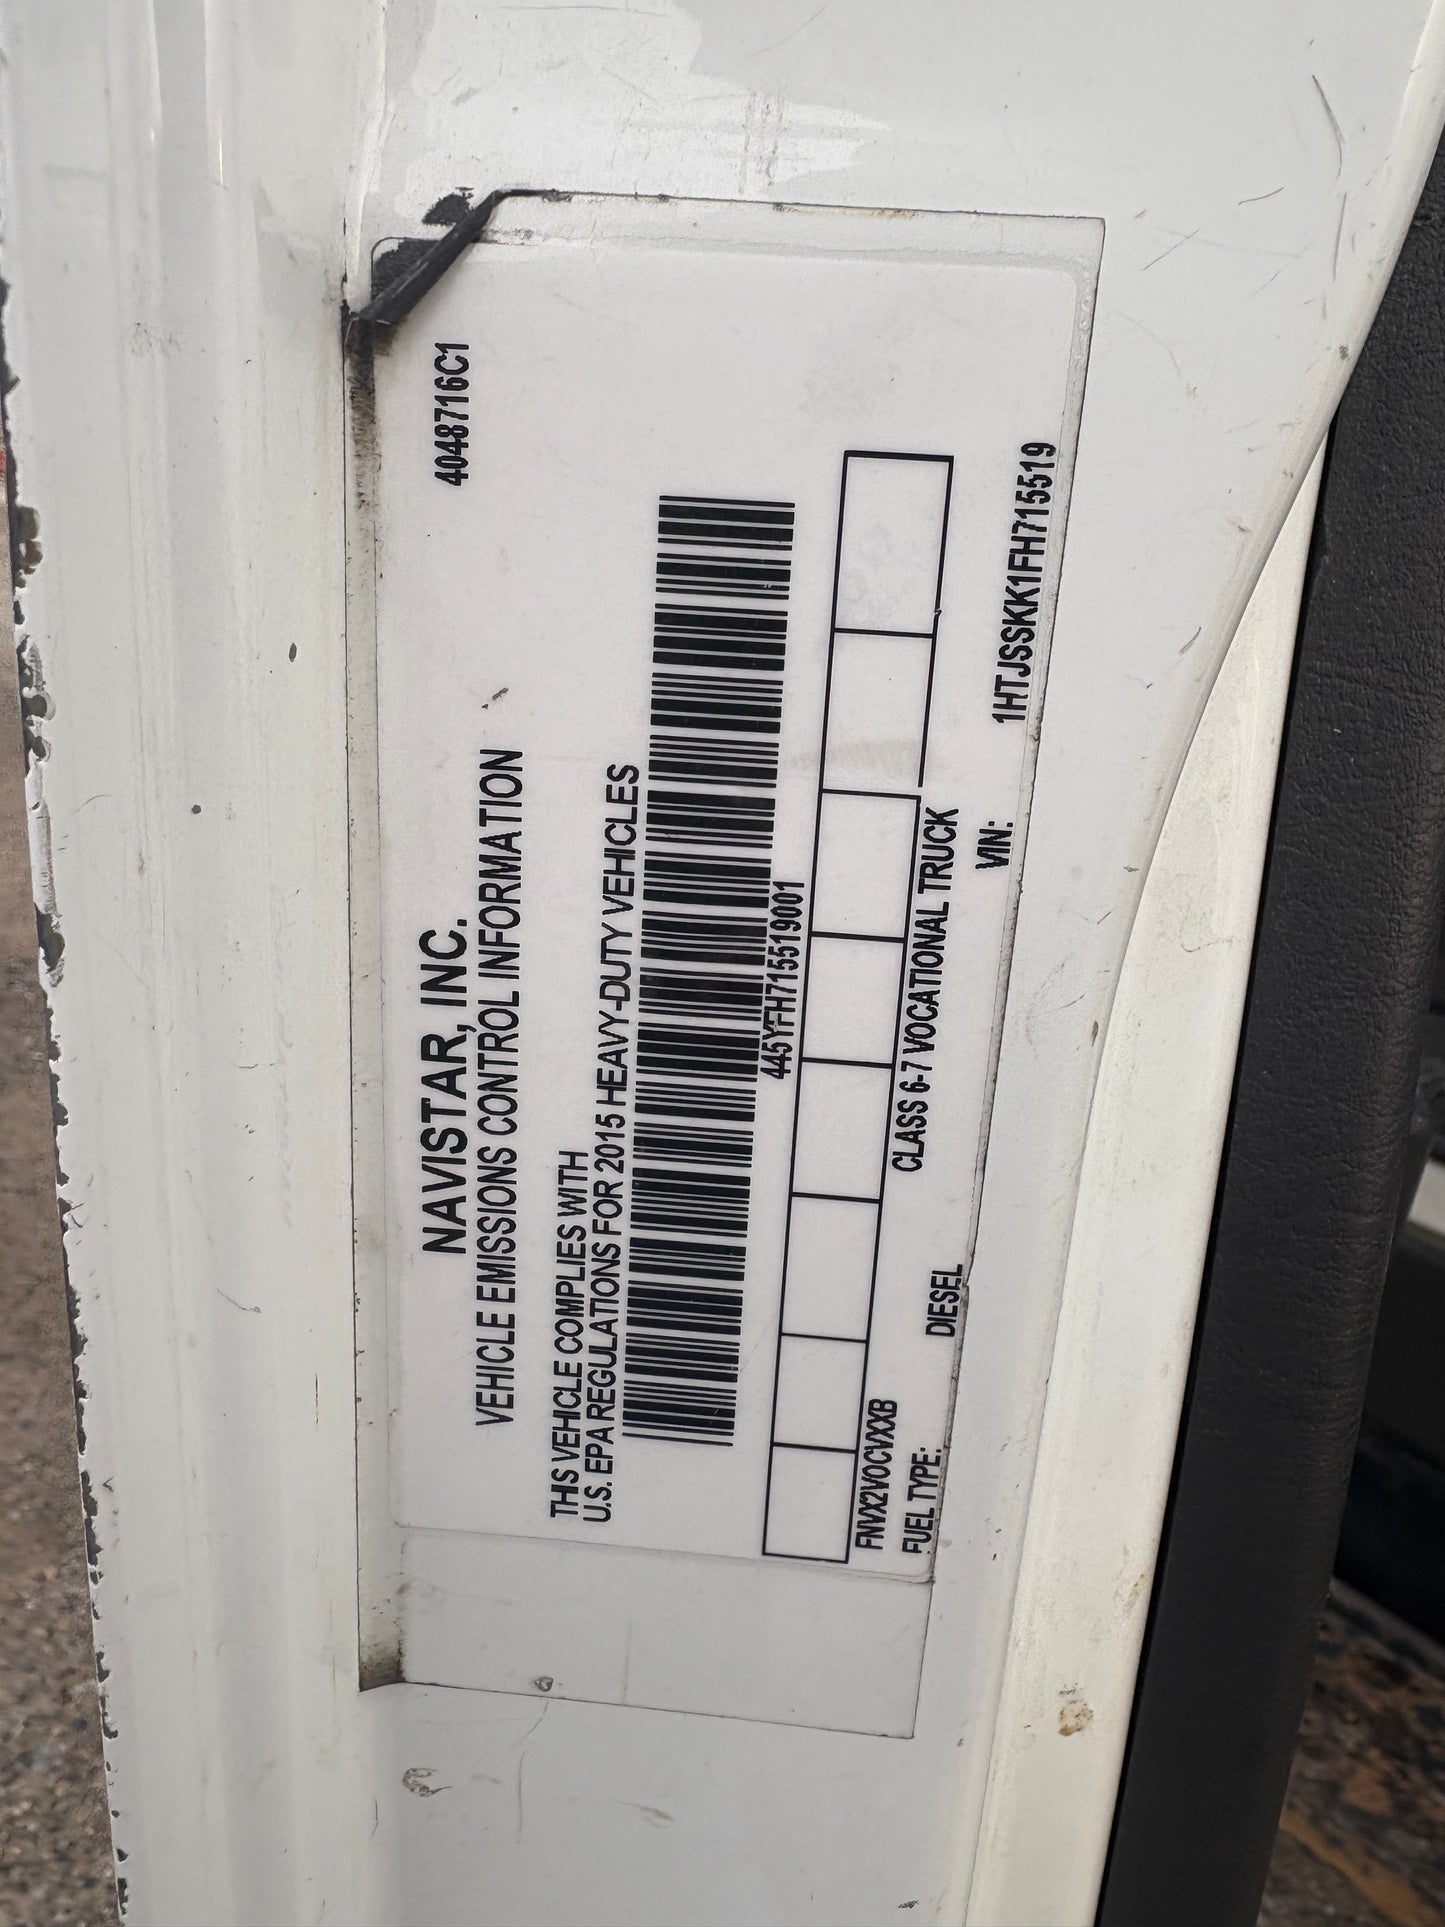 4048716C1
NAVISTAR, INC.
VEHICLE EMISSIONS CONTROL INFORMATION
THIS VEHICLE COMPLIES WITH
U.S. EPA REGULATIONS FOR 2015 HEAVY-DUTY VEHICLES
445YFH715519001
FNVX2VOCVXXB
CLASS 6-7 VOCATIONAL TRUCK
FUEL TYPE: DIESEL
VIN: 1HTJSSKK1FH715519